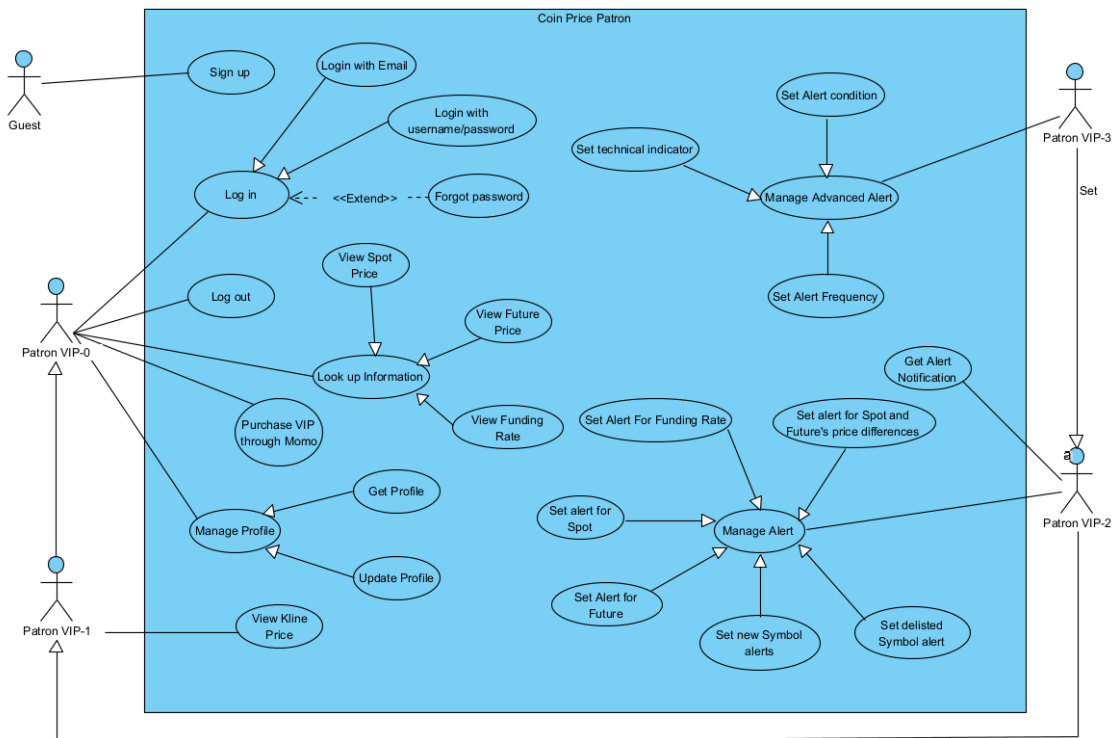 Coin Price Patron
Guest
Sign up
Login with Email
Login with
username/password
Log in
<<Extend>>
Forgot password
Set Alert condition
Set technical indicator
Manage Advanced Alert
Set Alert Frequency
Patron VIP-3
Set
View Spot
Price
Log out
View Future
Price
Patron VIP-0
Look up Information
View Funding
Rate
Purchase VIP
through Momo
Get Profile
Manage Profile
Update Profile
Patron VIP-1
View Kline
Price
Get Alert
Notification
Set Alert For Funding Rate
Set alert for Spot and
Future's price differences
a
Set alert for
Spot
Manage Alert
Patron VIP-2
Set Alert for
Future
Set new Symbol
alerts
Set delisted
Symbol alert